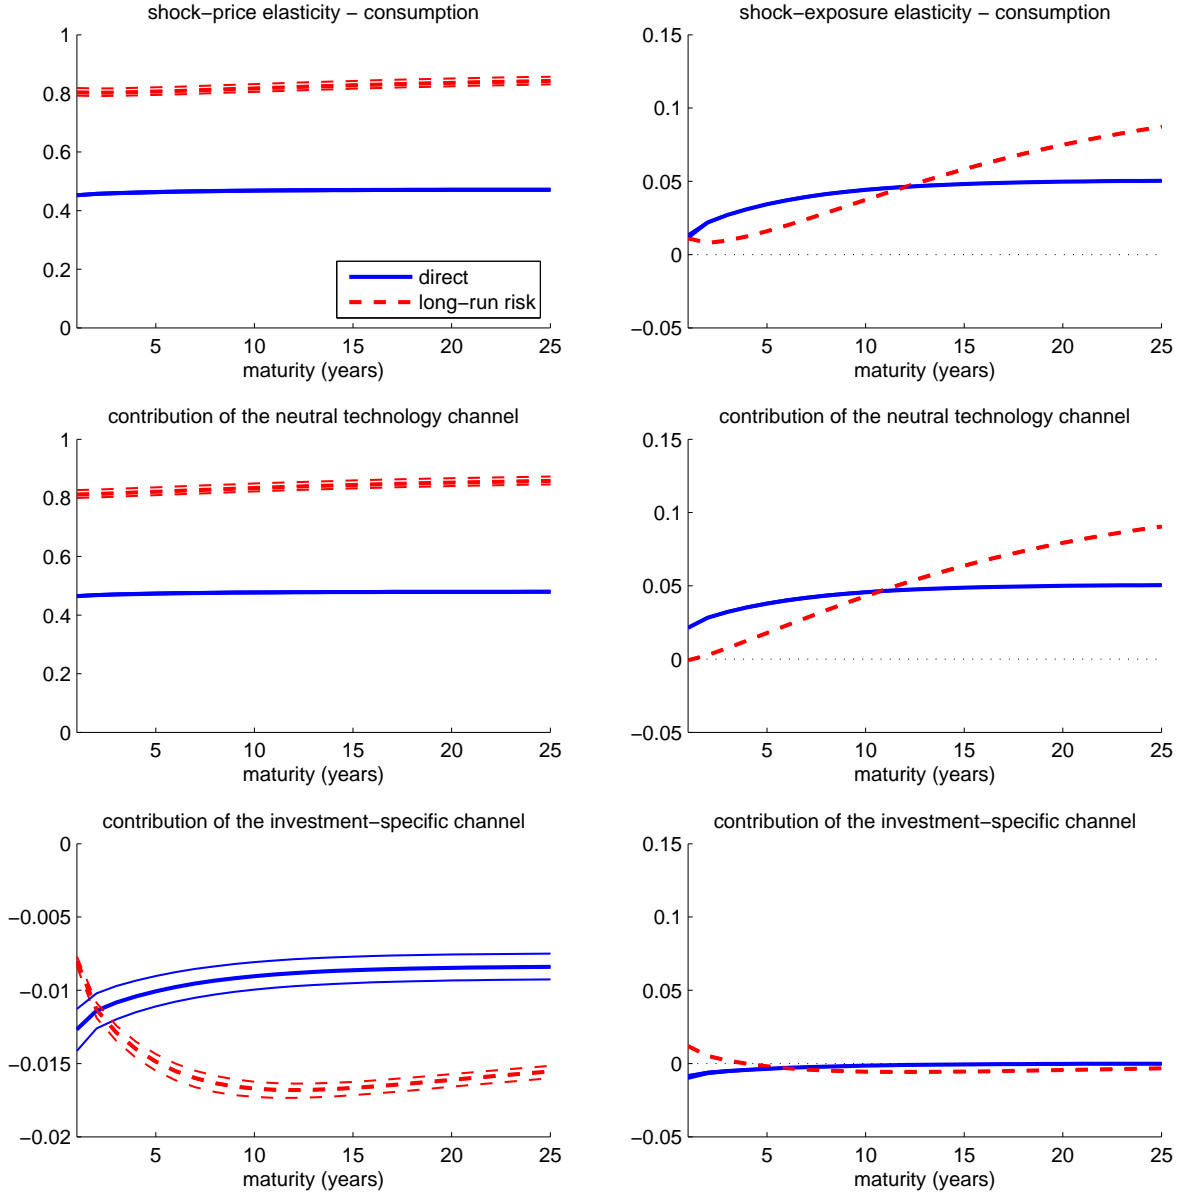 shock−price elasticity − consumption
1
0.8
0.6
0.4
0.2
0
5 10 15 20 25
maturity (years)
direct
long−run risk
shock−exposure elasticity − consumption
0.15
0.1
0.05
0
−0.05
5 10 15 20 25
maturity (years)
contribution of the neutral technology channel
1
0.8
0.6
0.4
0.2
0
5 10 15 20 25
maturity (years)
contribution of the neutral technology channel
0.15
0.1
0.05
0
−0.05
5 10 15 20 25
maturity (years)
contribution of the investment−specific channel
0
−0.005
−0.01
−0.015
−0.02
5 10 15 20 25
maturity (years)
contribution of the investment−specific channel
0.15
0.1
0.05
0
−0.05
5 10 15 20 25
maturity (years)